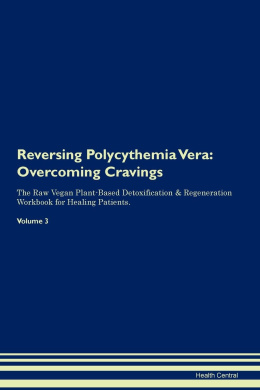 Reversing Polycythemia Vera:
Overcoming Cravings
The Raw Vegan Plant-Based Detoxification & Regeneration
Workbook for Healing Patients.
Volume 3
Health Central